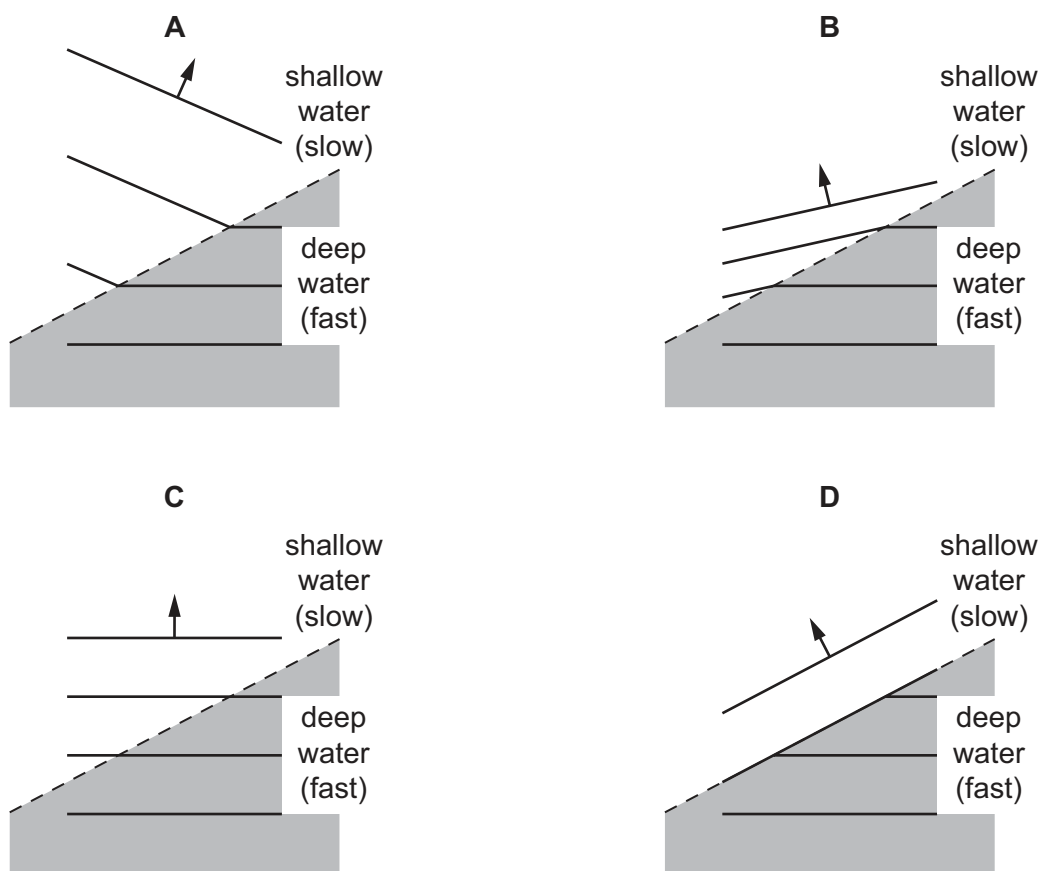 A
shallow
water
(slow)
deep
water
(fast)
B
shallow
water
(slow)
deep
water
(fast)
C
shallow
water
(slow)
deep
water
(fast)
D
shallow
water
(slow)
deep
water
(fast)